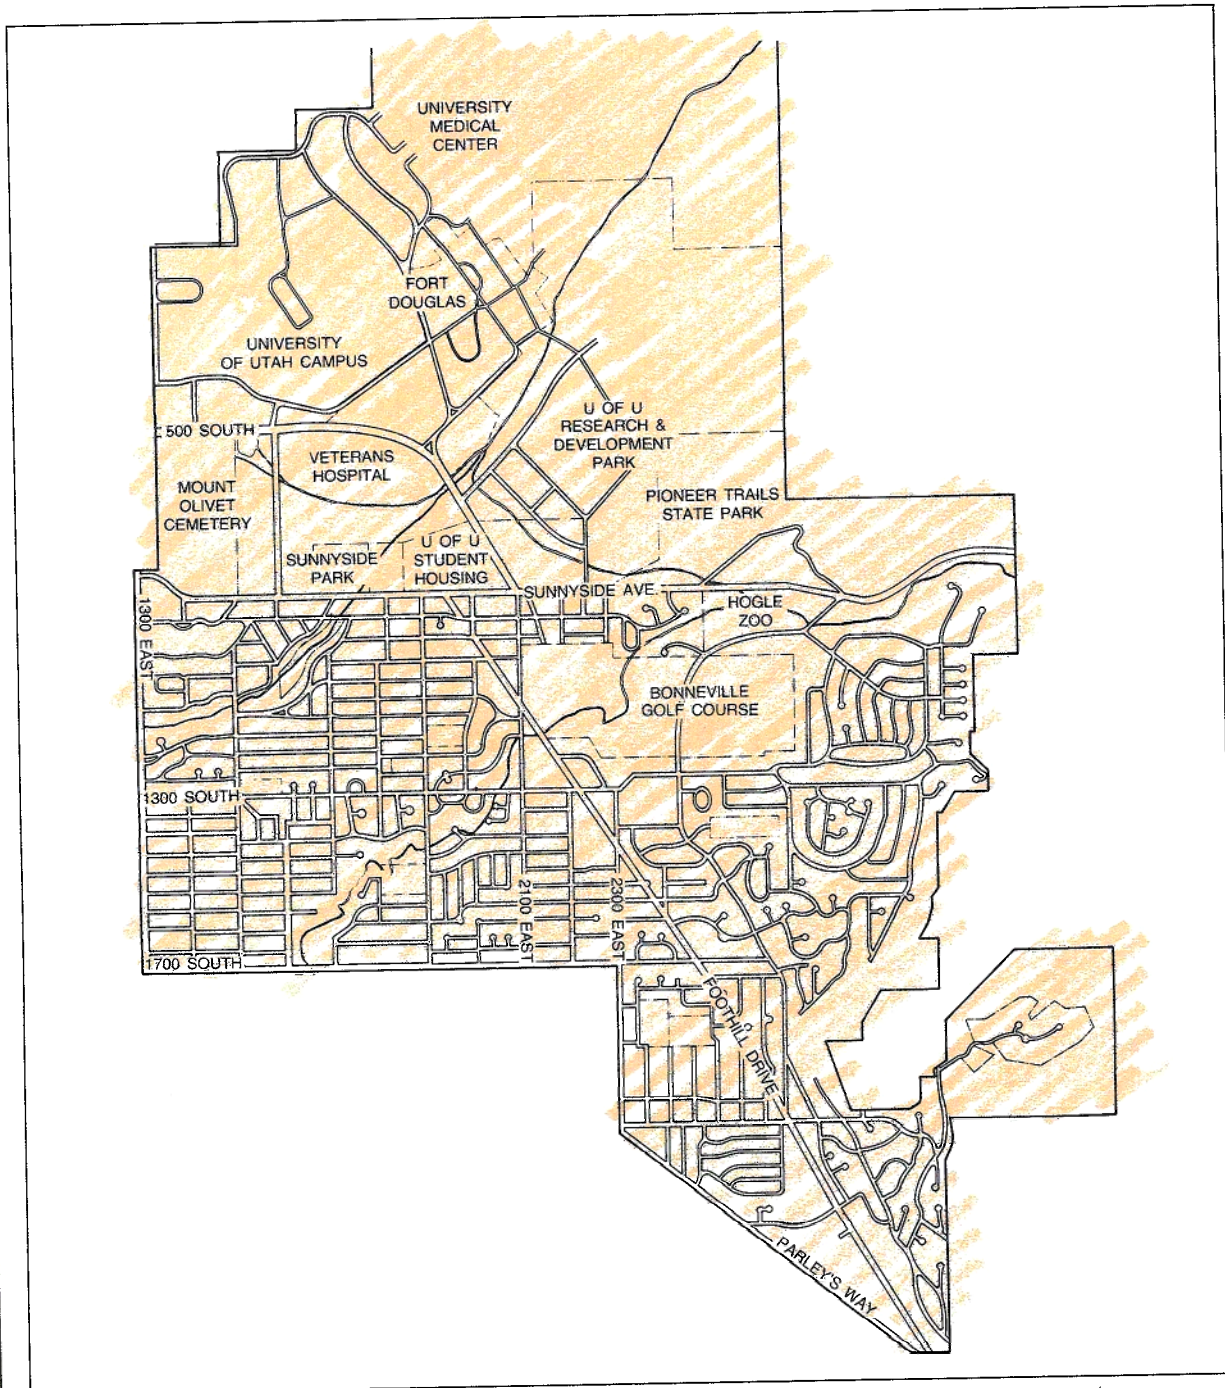 UNIVERSITY
MEDICAL
CENTER
FORT
DOUGLAS
UNIVERSITY
OF UTAH CAMPUS
U OF U
RESEARCH &
DEVELOPMENT
PARK
500 SOUTH
VETERANS
HOSPITAL
MOUNT
OLIVET
CEMETERY
PIONEER TRAILS
STATE PARK
SUNNYSIDE
PARK
U OF U
STUDENT
HOUSING
SUNNYSIDE AVE.
HOGLE
ZOO
1300 EAST
BONNEVILLE
GOLF COURSE
1300 SOUTH
2100 EAST
2300 EAST
1700 SOUTH
FOOTHILL DRIVE
PARLEY'S WAY